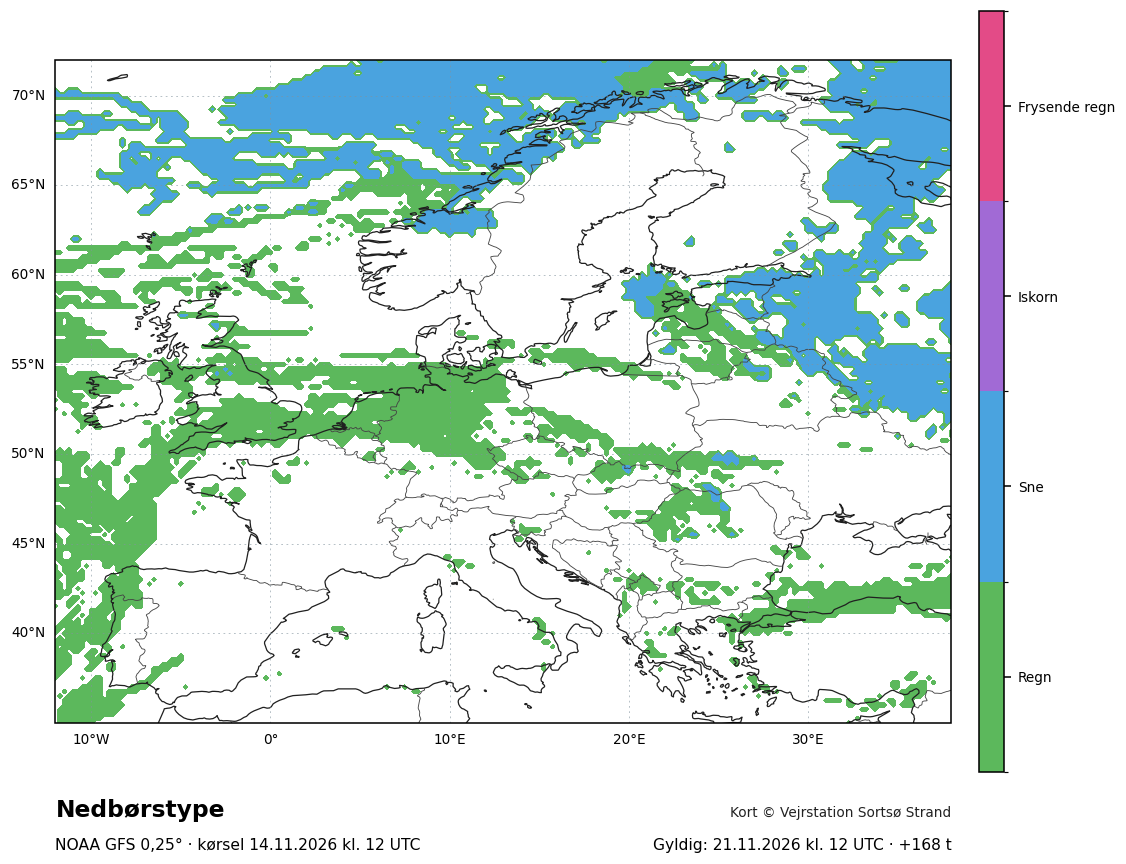 Frysende regn
Iskorn
Sne
Regn
70°N
65°N
60°N
55°N
50°N
45°N
40°N
10°W
0°
10°E
20°E
30°E
Nedbørstype
Kort © Vejrstation Sortsø Strand
NOAA GFS 0,25° · kørsel 14.11.2026 kl. 12 UTC
Gyldig: 21.11.2026 kl. 12 UTC · +168 t